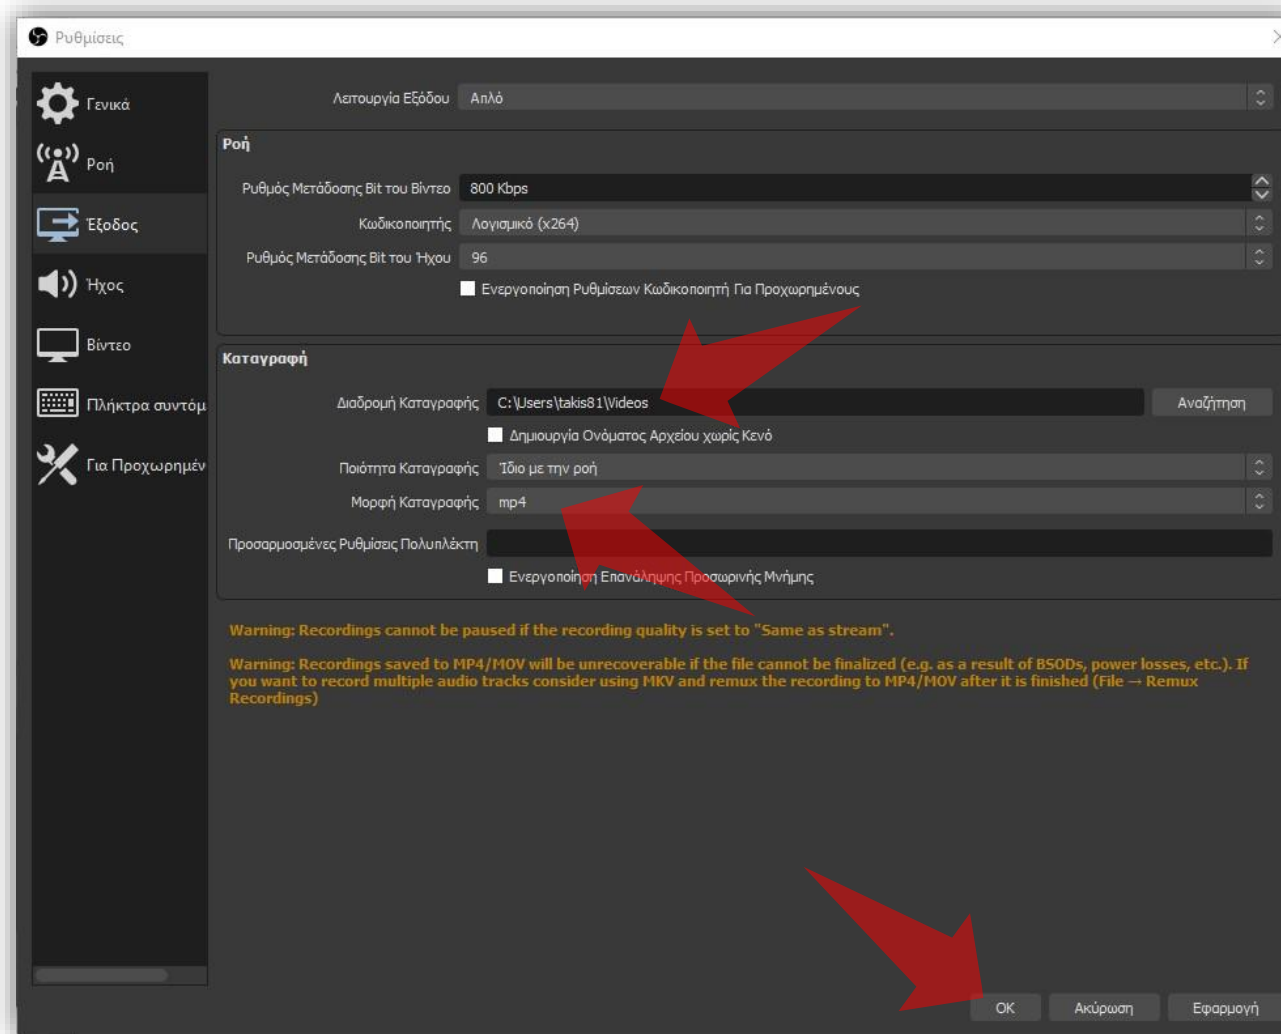 Ρυθμίσεις
Γενικά
Ροή
Έξοδος
Ήχος
Βίντεο
Πλήκτρα συντόμ
Για Προχωρημέν
Λειτουργία Εξόδου Απλό
Ροή
Ρυθμός Μετάδοσης Bit του Βίντεο 800 Kbps
Κωδικοποιητής Λογισμικό (x264)
Ρυθμός Μετάδοσης Bit του Ήχου 96
Ενεργοποίηση Ρυθμίσεων Κωδικοποιητή Για Προχωρημένους
Καταγραφή
Διαδρομή Καταγραφής C:\Users\takis81\Videos Αναζήτηση
Δημιουργία Ονόματος Αρχείου χωρίς Κενό
Ποιότητα Καταγραφής Ίδιο με την ροή
Μορφή Καταγραφής mp4
Προσαρμοσμένες Ρυθμίσεις Πολυπλέκτη
Ενεργοποίηση Επανάληψης Προσωρινής Μνήμης
Warning: Recordings cannot be paused if the recording quality is set to "Same as stream".
Warning: Recordings saved to MP4/MOV will be unrecoverable if the file cannot be finalized (e.g. as a result of BSODs, power losses, etc.). If
you want to record multiple audio tracks consider using MKV and remux the recording to MP4/MOV after it is finished (File → Remux
Recordings)
OK Ακύρωση Εφαρμογή